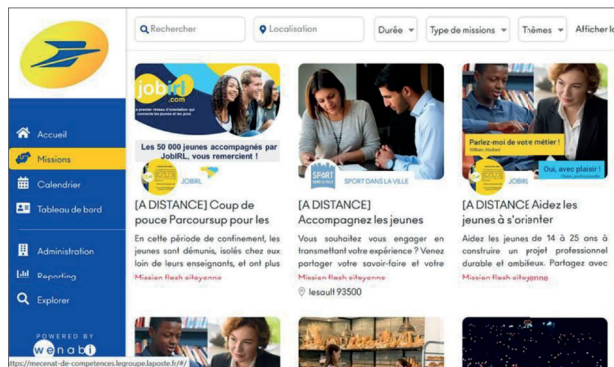 Rechercher
Localisation
Durée
Type de missions
Thèmes
Afficher l
Accueil
Missions
Calendrier
Tableau de bord
Administration
Reporting
Explorer
POWERED BY
wenabi
ttps://mecenat-de-competences.legroupe.laposte.fr/#/
jobirl
.com
Les 50 000 jeunes accompagnés par
JobIRL, vous remercient !
JOBIRL
[A DISTANCE] Coup de
pouce Parcoursup pour les
En cette période de confinement, les
jeunes sont démunis, isolés chez eux
loin de leurs enseignants, et ont plus
Mission flash citoyenne
SPORT
DANS LA VILLE
SPORT DANS LA VILLE
[A DISTANCE]
Accompagnez les jeunes
Vous souhaitez vous engager en
transmettant votre expérience ? Venez
partager votre savoir-faire et votre
Mission flash citoyenne
lesault 93500
Parlez-moi de votre métier !
Oui, avec plaisir !
JOBIRL
[A DISTANCE] Aidez les
jeunes à s'orienter
Aidez les jeunes de 14 à 25 ans à
construire un projet professionnel
durable et ambitieux. Partagez avec
Mission flash citoyenne